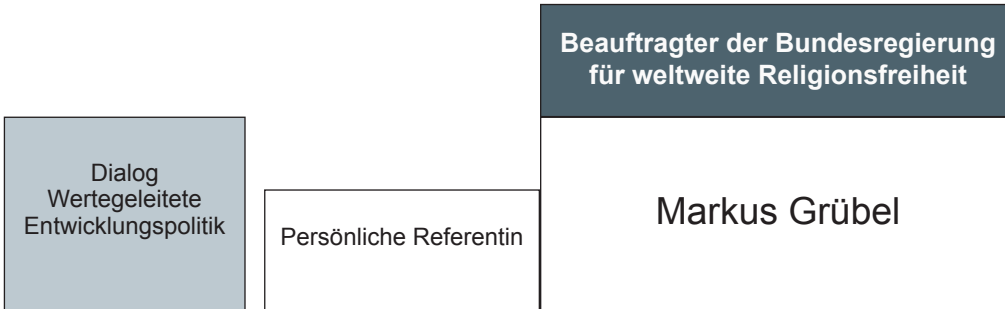 Beauftragter der Bundesregierung
für weltweite Religionsfreiheit
Dialog
Wertegeleitete
Entwicklungspolitik
Persönliche Referentin
Markus Grübel